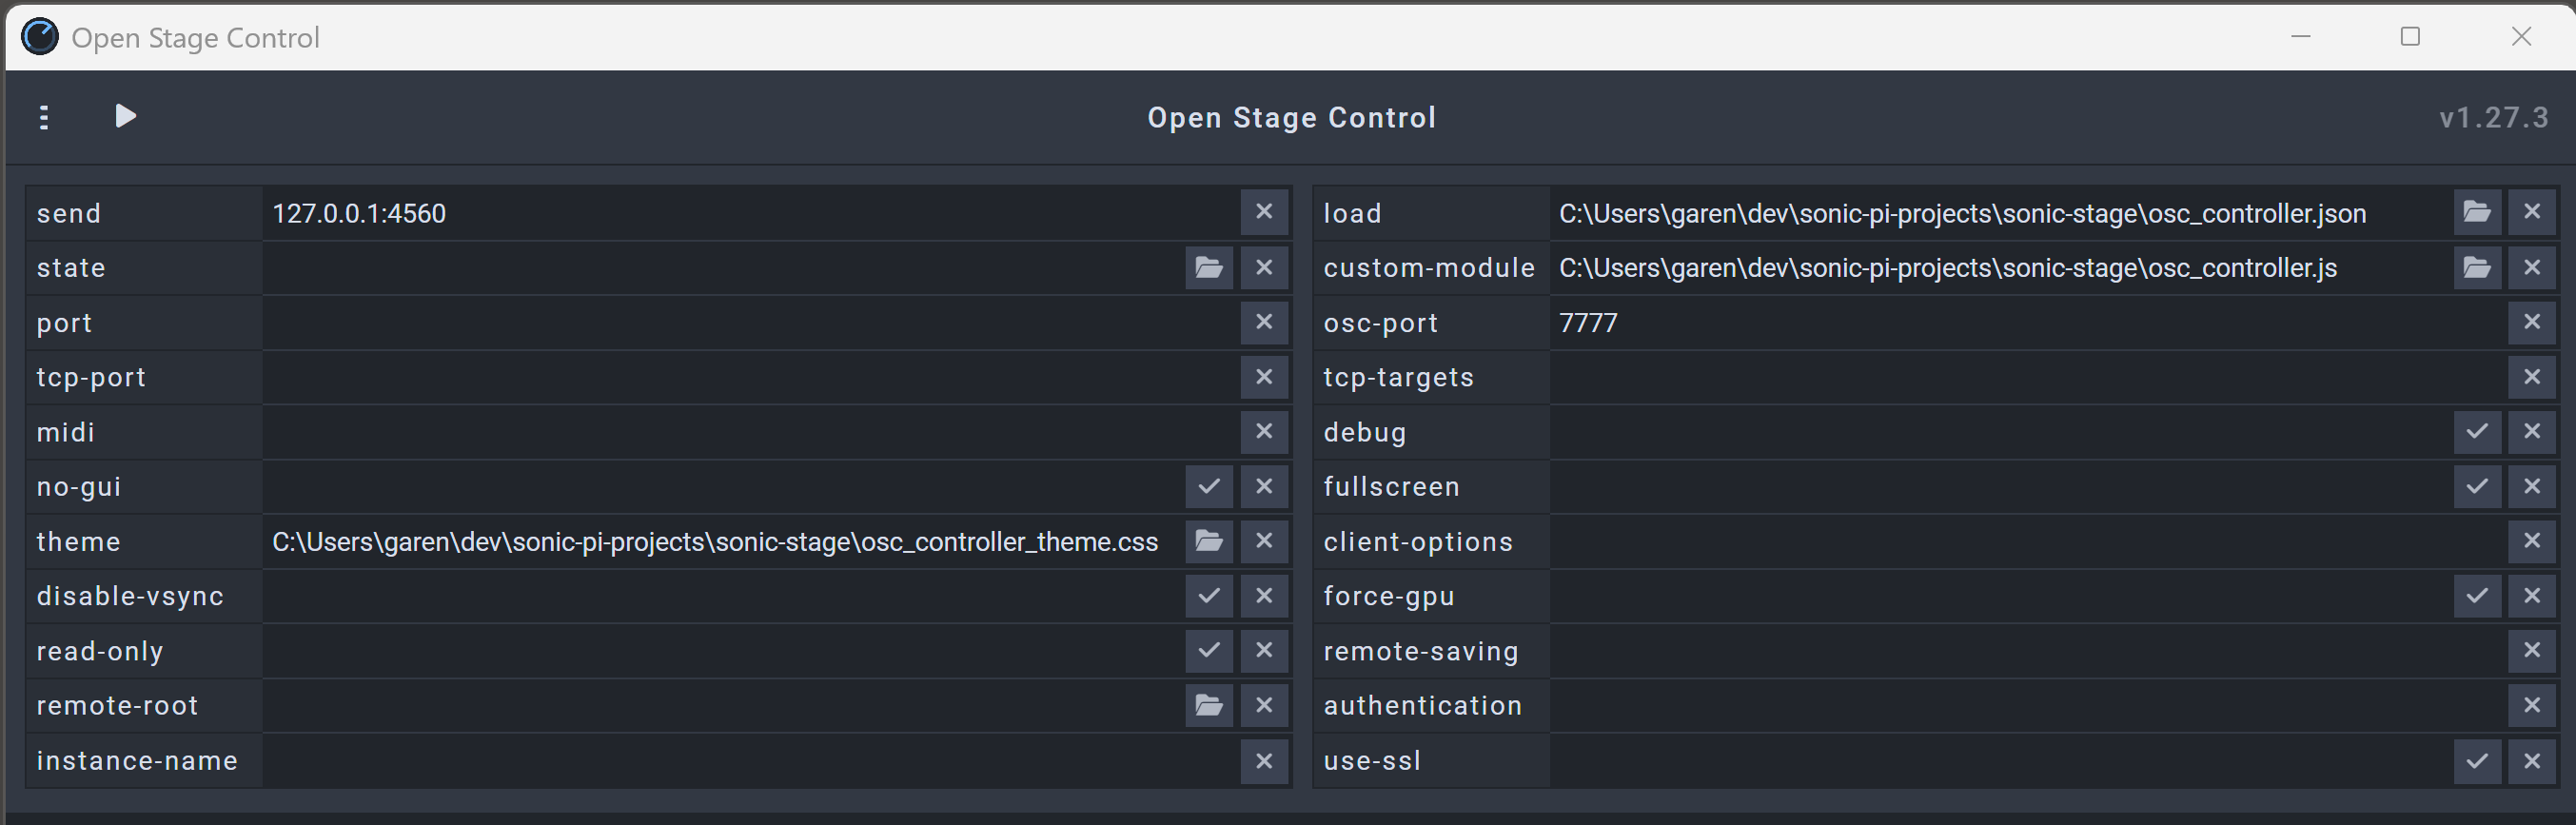 Open Stage Control
Open Stage Control
v1.27.3
send 127.0.0.1:4560
load C:\Users\garen\dev\sonic-pi-projects\sonic-stage\osc_controller.json
state
custom-module C:\Users\garen\dev\sonic-pi-projects\sonic-stage\osc_controller.js
port
osc-port 7777
tcp-port
tcp-targets
midi
debug
no-gui
fullscreen
theme C:\Users\garen\dev\sonic-pi-projects\sonic-stage\osc_controller_theme.css
client-options
disable-vsync
force-gpu
read-only
remote-saving
remote-root
authentication
instance-name
use-ssl